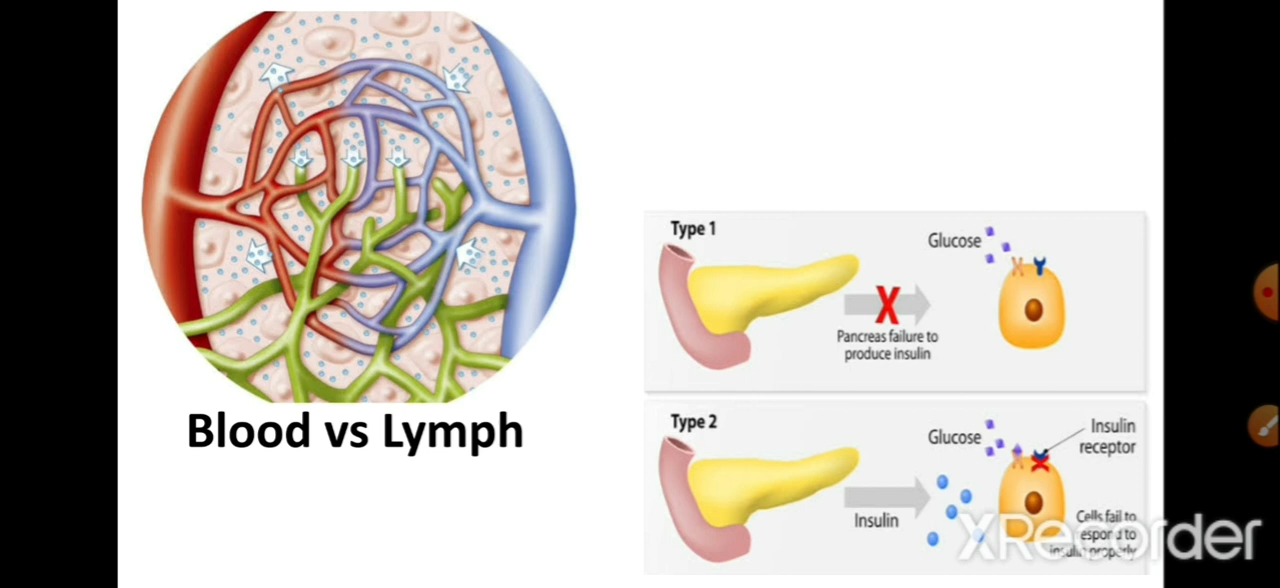 Blood vs Lymph
Type 1
Glucose
X
Pancreas failure to
produce insulin
Type 2
Glucose
Insulin
receptor
Insulin
Cells fail to
respond to
insulin properly
XRecorder